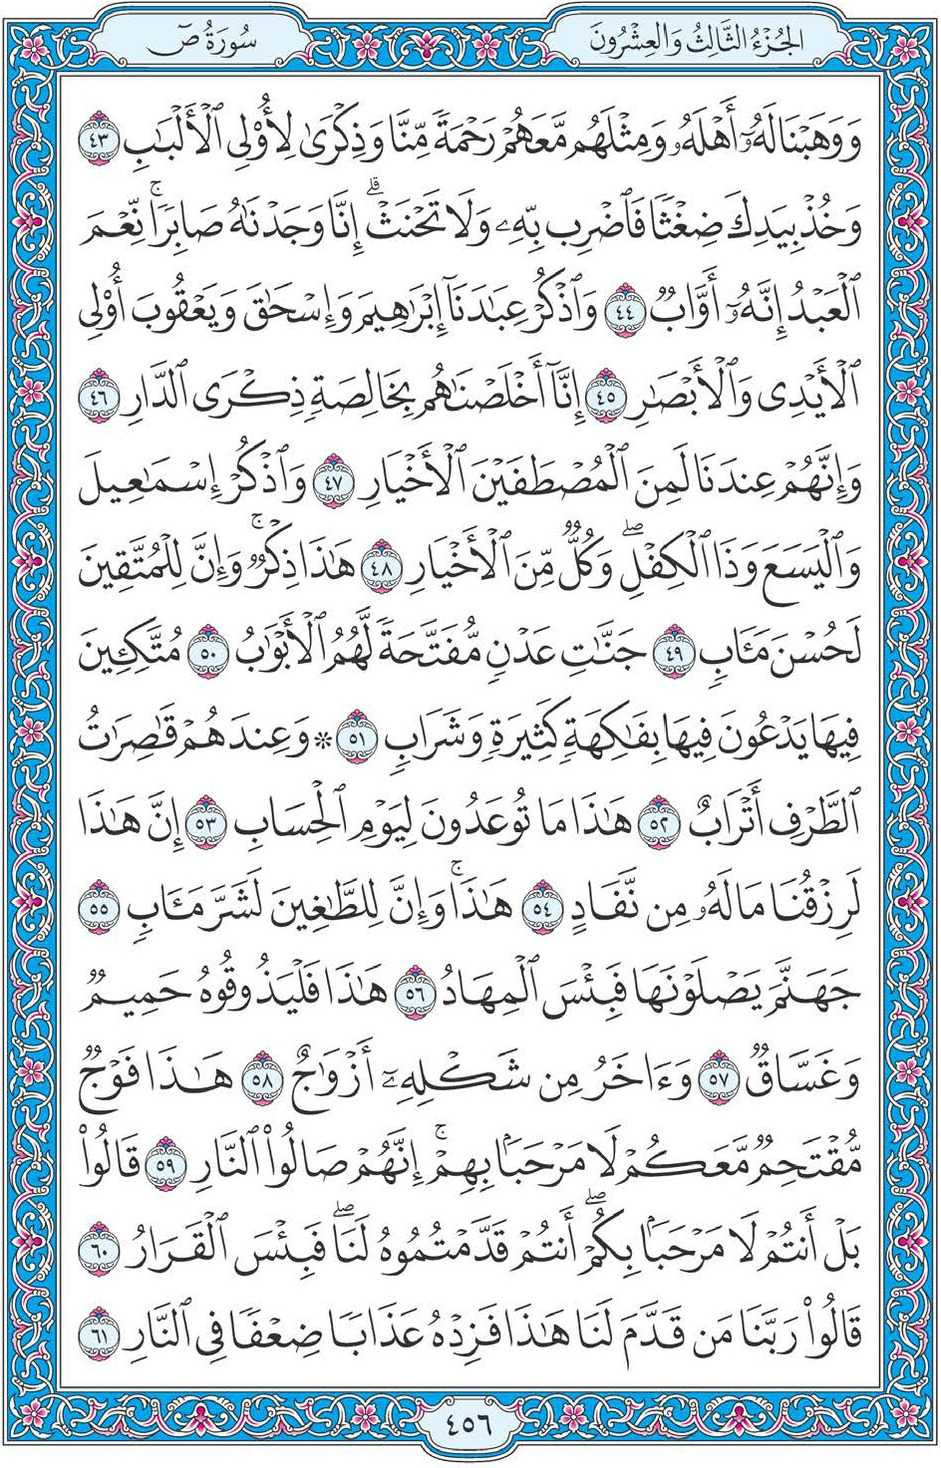 سُورَةُ صٓ
الجُزْءُ الثَّالِثُ وَالعِشْرُونَ
وَوَهَبْنَا لَهُۥٓ أَهْلَهُۥ وَمِثْلَهُم مَّعَهُمْ رَحْمَةً مِّنَّا وَذِكْرَىٰ لِأُو۟لِى ٱلْأَلْبَٰبِ ٤٣
وَخُذْ بِيَدِكَ ضِغْثًا فَٱضْرِب بِّهِۦ وَلَا تَحْنَثْ ۗ إِنَّا وَجَدْنَٰهُ صَابِرًا ۚ نِّعْمَ
ٱلْعَبْدُ إِنَّهُۥٓ أَوَّابٌ ٤٤ وَٱذْكُرْ عِبَٰدَنَآ إِبْرَٰهِيمَ وَإِسْحَٰقَ وَيَعْقُوبَ أُو۟لِى
ٱلْأَيْدِى وَٱلْأَبْصَٰرِ ٤٥ إِنَّآ أَخْلَصْنَٰهُم بِخَالِصَةٍ ذِكْرَى ٱلدَّارِ ٤٦
وَإِنَّهُمْ عِندَنَا لَمِنَ ٱلْمُصْطَفَيْنَ ٱلْأَخْيَارِ ٤٧ وَٱذْكُرْ إِسْمَٰعِيلَ
وَٱلْيَسَعَ وَذَا ٱلْكِفْلِ ۖ وَكُلٌّ مِّنَ ٱلْأَخْيَارِ ٤٨ هَٰذَا ذِكْرٌ ۚ وَإِنَّ لِلْمُتَّقِينَ
لَحُسْنَ مَـَٔابٍ ٤٩ جَنَّٰتِ عَدْنٍ مُّفَتَّحَةً لَّهُمُ ٱلْأَبْوَٰبُ ٥٠ مُتَّكِـِٔينَ
فِيهَا يَدْعُونَ فِيهَا بِفَٰكِهَةٍ كَثِيرَةٍ وَشَرَابٍ ٥١ * وَعِندَهُمْ قَٰصِرَٰتُ
ٱلطَّرْفِ أَتْرَابٌ ٥٢ هَٰذَا مَا تُوعَدُونَ لِيَوْمِ ٱلْحِسَابِ ٥٣ إِنَّ هَٰذَا
لَرِزْقُنَا مَا لَهُۥ مِن نَّفَادٍ ٥٤ هَٰذَا ۚ وَإِنَّ لِلطَّٰغِينَ لَشَرَّ مَـَٔابٍ ٥٥
جَهَنَّمَ يَصْلَوْنَهَا فَبِئْسَ ٱلْمِهَادُ ٥٦ هَٰذَا فَلْيَذُوقُوهُ حَمِيمٌ
وَغَسَّاقٌ ٥٧ وَءَاخَرُ مِن شَكْلِهِۦٓ أَزْوَٰجٌ ٥٨ هَٰذَا فَوْجٌ
مُّقْتَحِمٌ مَّعَكُمْ لَا مَرْحَبًۢا بِهِمْ ۚ إِنَّهُمْ صَالُوا۟ ٱلنَّارِ ٥٩ قَالُوا۟
بَلْ أَنتُمْ لَا مَرْحَبًۢا بِكُمْ ۖ أَنتُمْ قَدَّمْتُمُوهُ لَنَا ۖ فَبِئْسَ ٱلْقَرَارُ ٦٠
قَالُوا۟ رَبَّنَا مَن قَدَّمَ لَنَا هَٰذَا فَزِدْهُ عَذَابًا ضِعْفًا فِى ٱلنَّارِ ٦١
٤٥٦